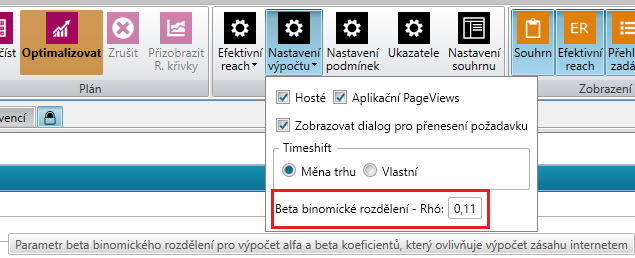 číst
Optimalizovat
Zrušit
Přizobrazit
R. křivky
Efektivní
reach
Nastavení
výpočtu
Nastavení
podmínek
Ukazatele
Nastavení
souhrnu
Souhrn
ER
Efektivní
reach
Přehl
zadá
Plán
Zobrazení
vencí
Hosté
Aplikační PageViews
Zobrazovat dialog pro přenesení požadavku
Timeshift
Měna trhu
Vlastní
Beta binomické rozdělení - Rhó: 0,11
Parametr beta binomického rozdělení pro výpočet alfa a beta koeficientů, který ovlivňuje výpočet zásahu internetem